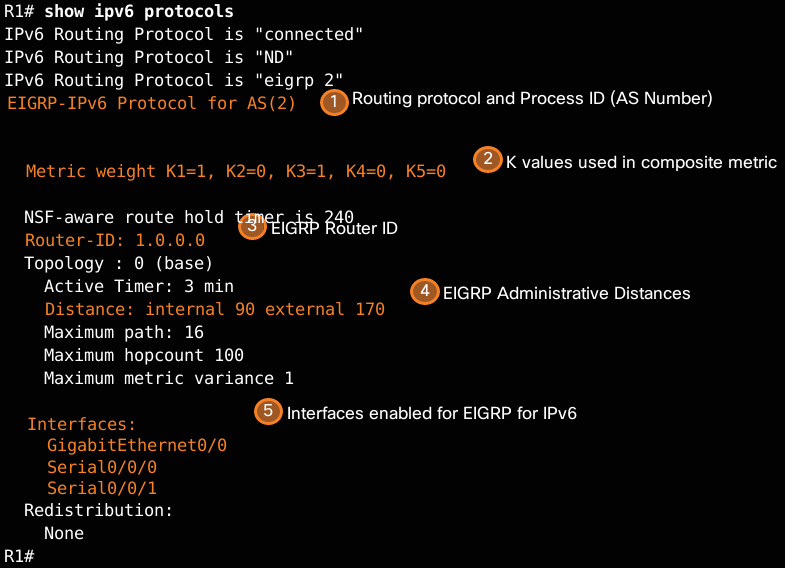 R1# show ipv6 protocols
IPv6 Routing Protocol is "connected"
IPv6 Routing Protocol is "ND"
IPv6 Routing Protocol is "eigrp 2"
EIGRP-IPv6 Protocol for AS(2)
1 Routing protocol and Process ID (AS Number)
2 K values used in composite metric
Metric weight K1=1, K2=0, K3=1, K4=0, K5=0
NSF-aware route hold timer is 240
3 EIGRP Router ID
Router-ID: 1.0.0.0
Topology : 0 (base)
Active Timer: 3 min
4 EIGRP Administrative Distances
Distance: internal 90 external 170
Maximum path: 16
Maximum hopcount 100
Maximum metric variance 1
5 Interfaces enabled for EIGRP for IPv6
Interfaces:
GigabitEthernet0/0
Serial0/0/0
Serial0/0/1
Redistribution:
None
R1#